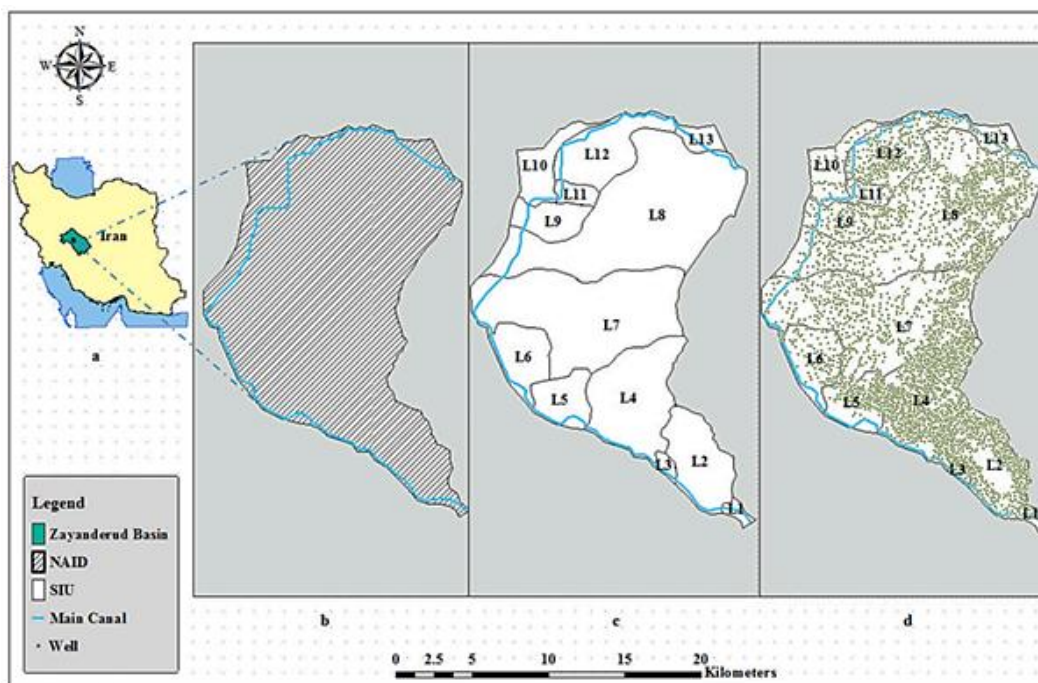 N
W E
S
Iran
a
L10
L12
L13
L11
L9
L8
L7
L6
L5
L4
L3
L2
L1
L10
L12
L13
L11
L9
L8
L7
L6
L5
L4
L3
L2
L1
Legend
Zayanderud Basin
NAID
SIU
Main Canal
Well
b c d
0 2.5 5 10 15 20
Kilometers